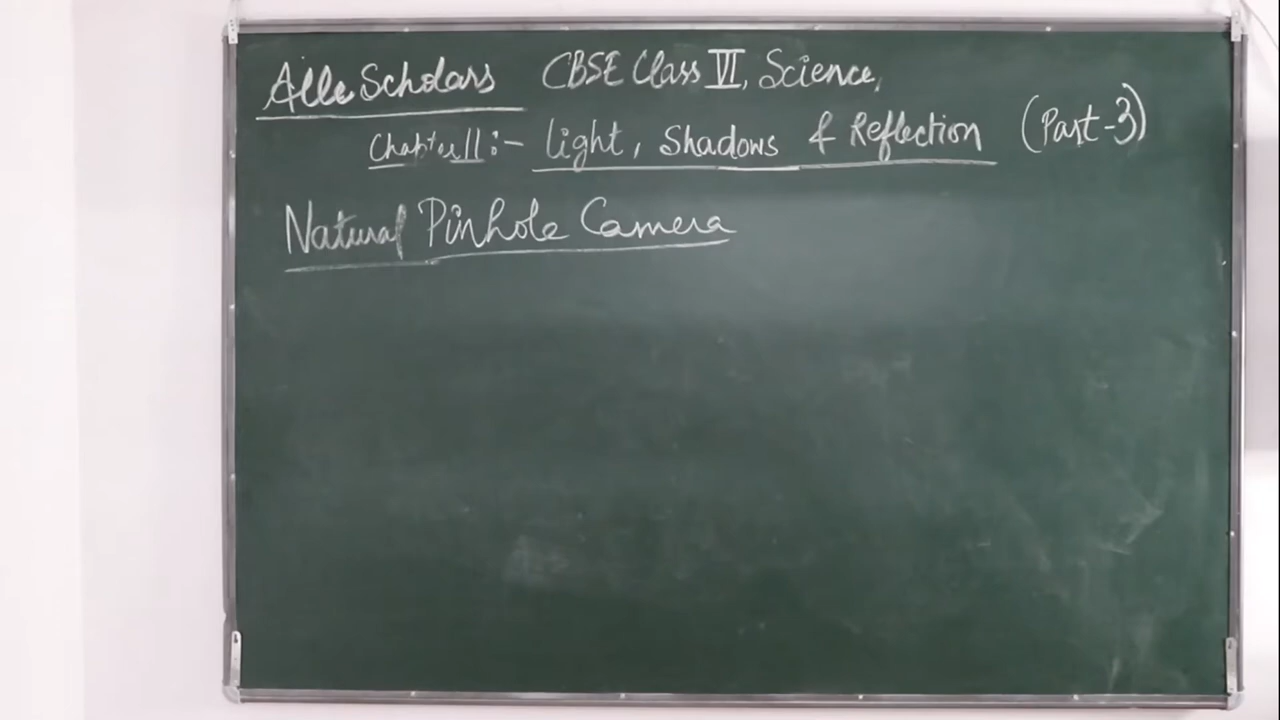 Alle Scholars CBSE Class VI, Science,
Chapter 11 :- Light, Shadows & Reflection (Part-3)
Natural Pinhole Camera